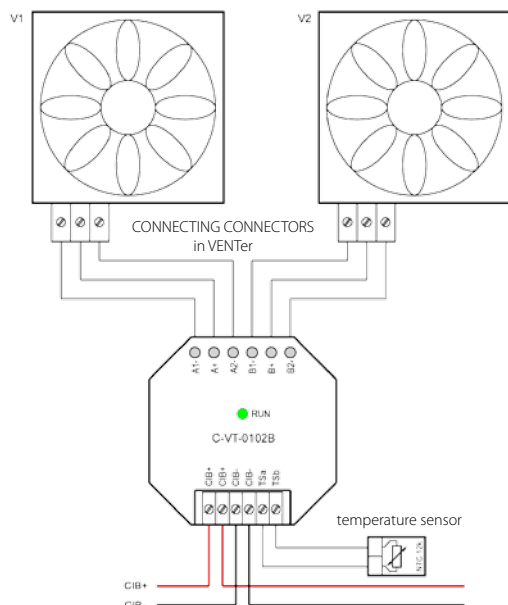 V1
V2
CONNECTING CONNECTORS
in VENTer
A1-
A+
A2-
B1-
B+
B2-
RUN
C-VT-0102B
CIB+
CIB+
CIB-
CIB-
TSa
TSb
temperature sensor
NTC 12k
CIB+
CIB-